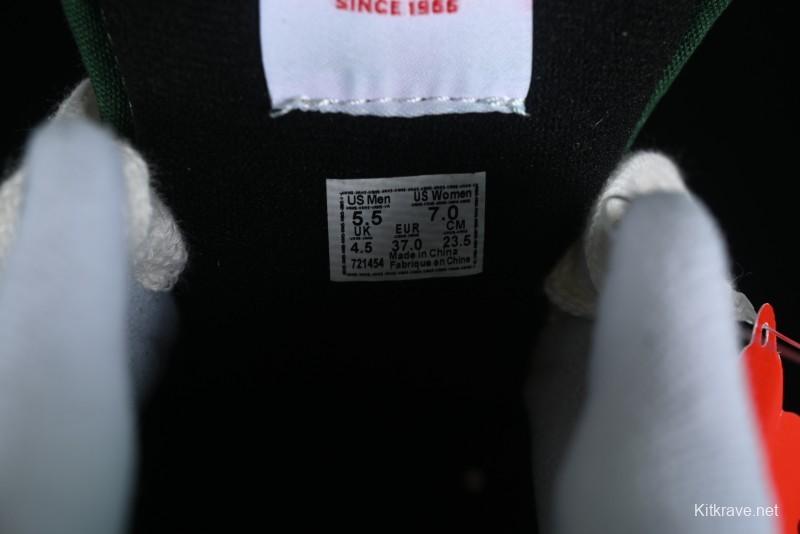 SINCE 1966
US Men US Women
5.5 7.0
UK EUR CM
4.5 37.0 23.5
Made in China
721454 Fabrique en Chine
Kitkrave.net